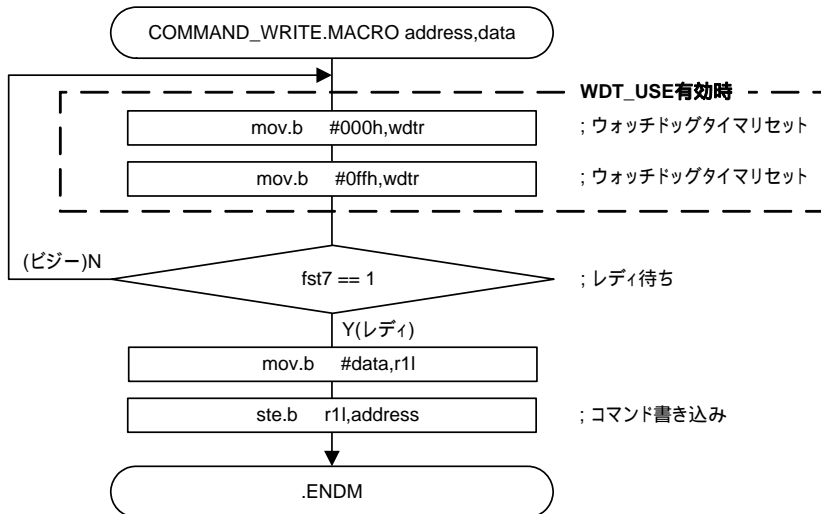 COMMAND_WRITE.MACRO address,data
WDT_USE有効時
mov.b #000h,wdtr ; ウォッチドッグタイマリセット
mov.b #0ffh,wdtr ; ウォッチドッグタイマリセット
(ビジー)N
fst7 == 1 ; レディ待ち
Y(レディ)
mov.b #data,r1l
ste.b r1l,address ; コマンド書き込み
.ENDM